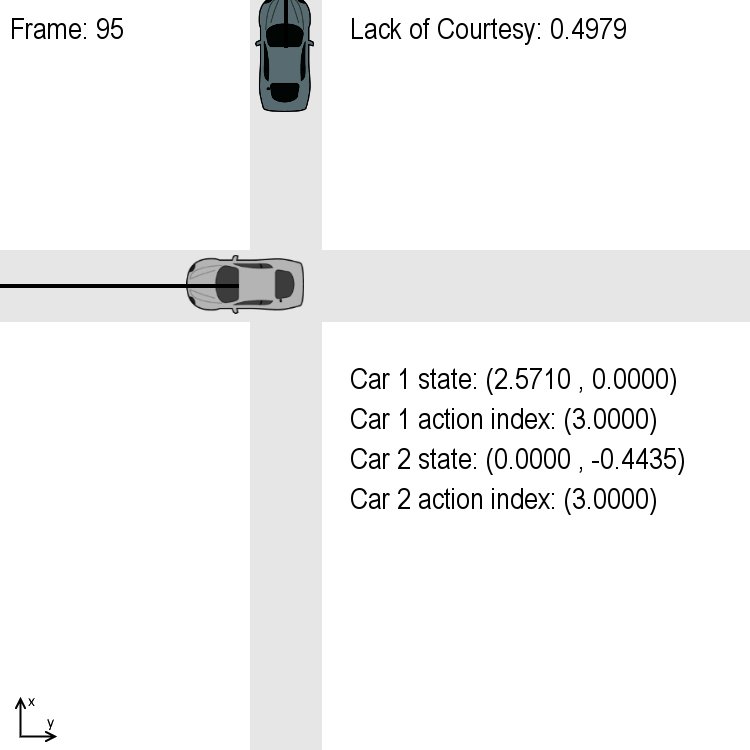 Frame: 95
Lack of Courtesy: 0.4979
Car 1 state: (2.5710 , 0.0000)
Car 1 action index: (3.0000)
Car 2 state: (0.0000 , -0.4435)
Car 2 action index: (3.0000)
x
y